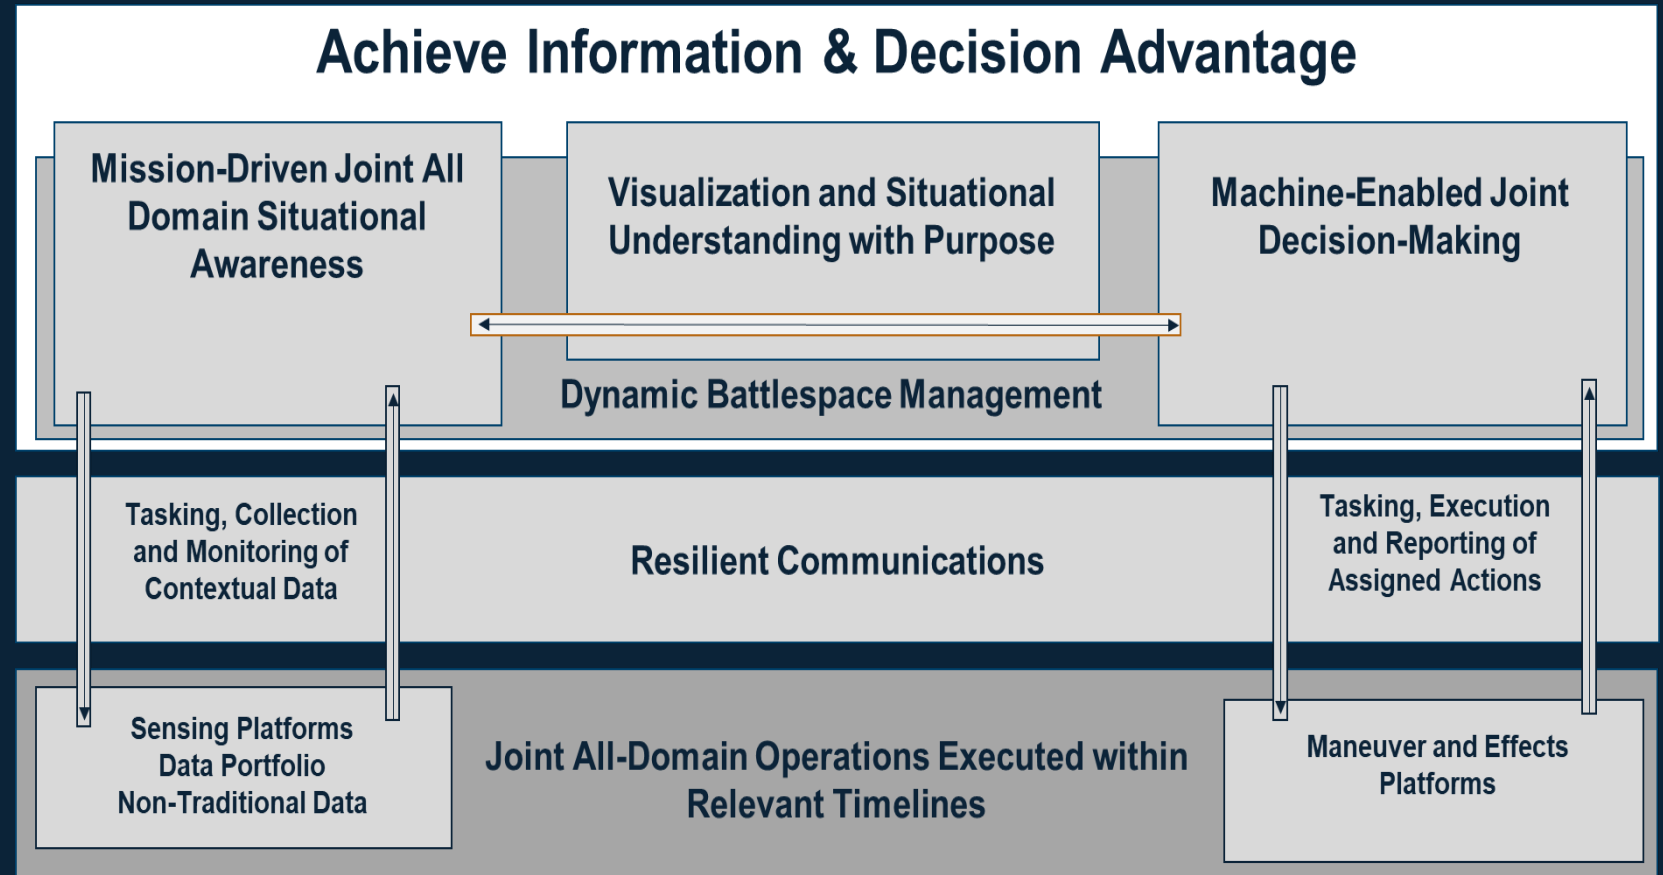 Achieve Information & Decision Advantage
Mission-Driven Joint All
Domain Situational
Awareness
Visualization and Situational
Understanding with Purpose
Machine-Enabled Joint
Decision-Making
Dynamic Battlespace Management
Tasking, Collection
and Monitoring of
Contextual Data
Resilient Communications
Tasking, Execution
and Reporting of
Assigned Actions
Sensing Platforms
Data Portfolio
Non-Traditional Data
Joint All-Domain Operations Executed within
Relevant Timelines
Maneuver and Effects
Platforms